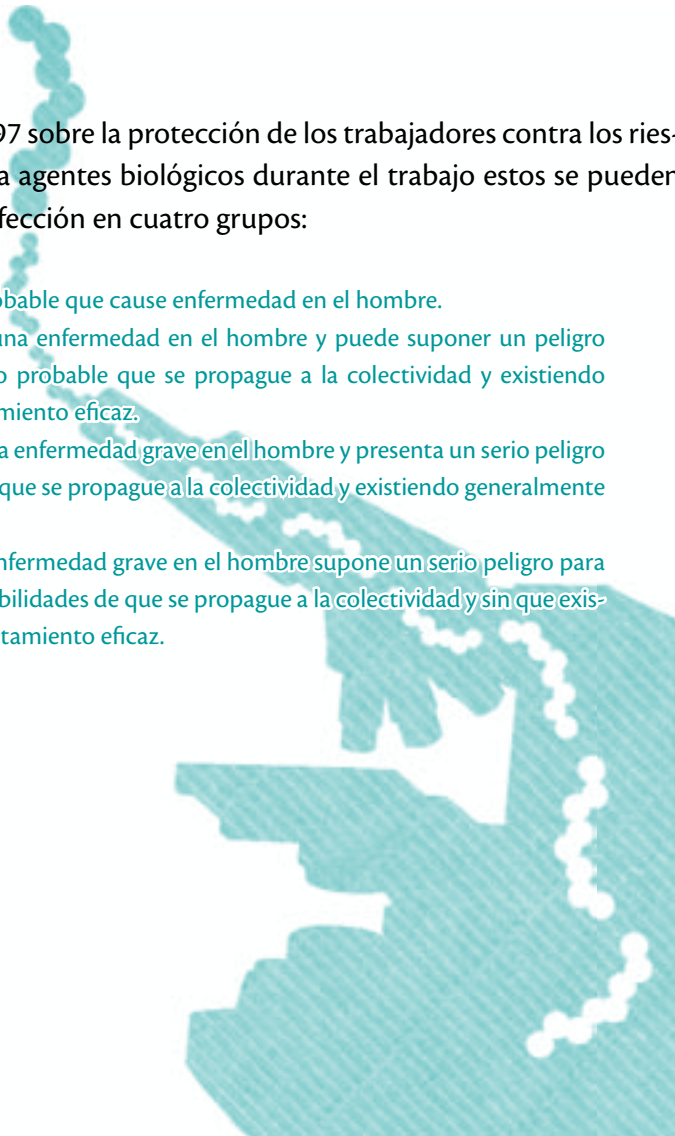 97 sobre la protección de los trabajadores contra los ries-
a agentes biológicos durante el trabajo estos se pueden
fección en cuatro grupos:
obable que cause enfermedad en el hombre.
una enfermedad en el hombre y puede suponer un peligro
o probable que se propague a la colectividad y existiendo
miento eficaz.
a enfermedad grave en el hombre y presenta un serio peligro
que se propague a la colectividad y existiendo generalmente
nfermedad grave en el hombre supone un serio peligro para
bilidades de que se propague a la colectividad y sin que exis-
tamiento eficaz.